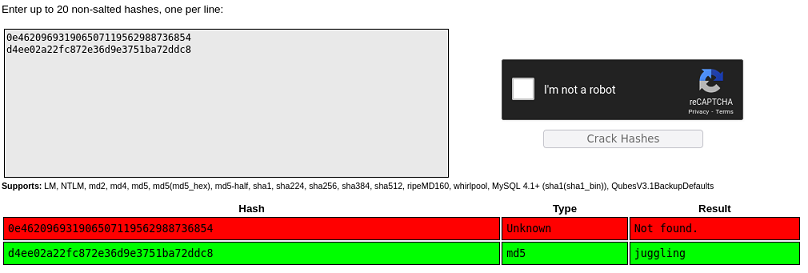 Enter up to 20 non-salted hashes, one per line:
0e462096931906507119562988736854
d4ee02a22fc872e36d9e3751ba72ddc8
I'm not a robot
reCAPTCHA
Privacy - Terms
Crack Hashes
Supports: LM, NTLM, md2, md4, md5, md5(md5_hex), md5-half, sha1, sha224, sha256, sha384, sha512, ripeMD160, whirlpool, MySQL 4.1+ (sha1(sha1_bin)), QubesV3.1BackupDefaults
Hash Type Result
0e462096931906507119562988736854 Unknown Not found.
d4ee02a22fc872e36d9e3751ba72ddc8 md5 juggling